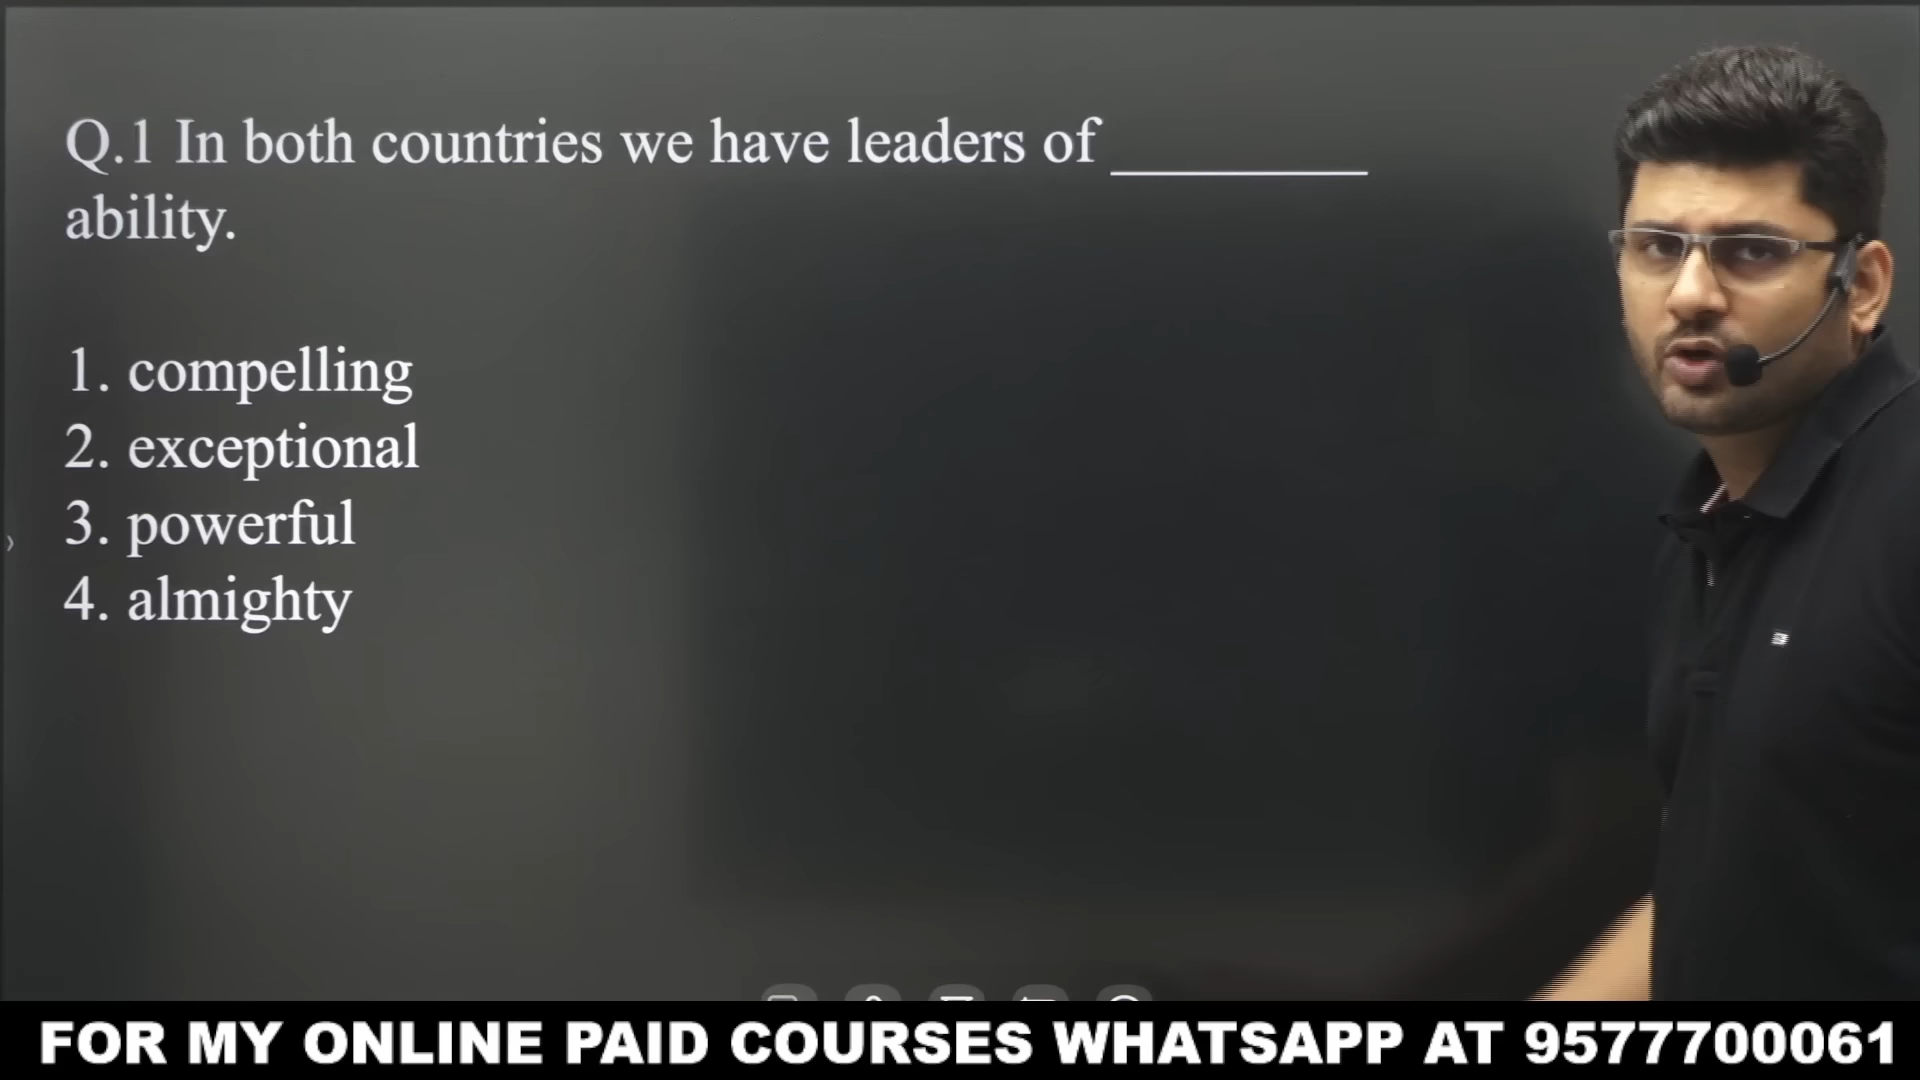 Q.1 In both countries we have leaders of ________
ability.
1. compelling
2. exceptional
3. powerful
4. almighty
FOR MY ONLINE PAID COURSES WHATSAPP AT 9577700061